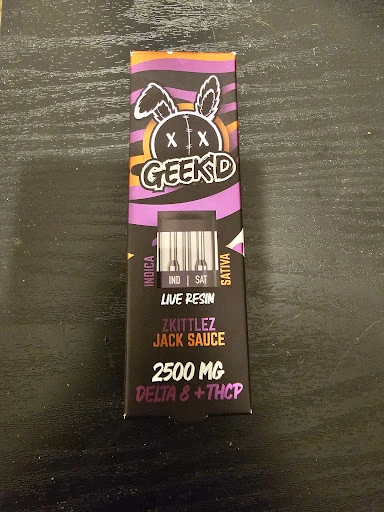 GEEK'D
INDICA
IND | SAT
SATIVA
LIVE RESIN
ZKITTLEZ
JACK SAUCE
2500 MG
DELTA 8 + THCP